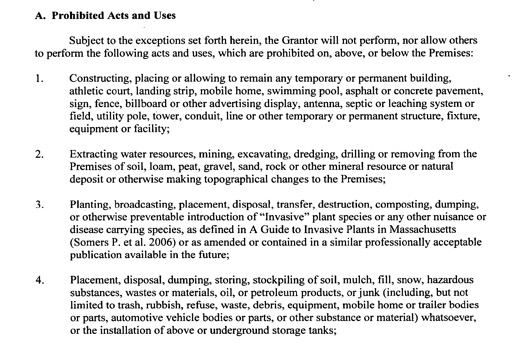 A. Prohibited Acts and Uses
Subject to the exceptions set forth herein, the Grantor will not perform, nor allow others
to perform the following acts and uses, which are prohibited on, above, or below the Premises:
1. Constructing, placing or allowing to remain any temporary or permanent building,
athletic court, landing strip, mobile home, swimming pool, asphalt or concrete pavement,
sign, fence, billboard or other advertising display, antenna, septic or leaching system or
field, utility pole, tower, conduit, line or other temporary or permanent structure, fixture,
equipment or facility;
2. Extracting water resources, mining, excavating, dredging, drilling or removing from the
Premises of soil, loam, peat, gravel, sand, rock or other mineral resource or natural
deposit or otherwise making topographical changes to the Premises;
3. Planting, broadcasting, placement, disposal, transfer, destruction, composting, dumping,
or otherwise preventable introduction of “Invasive” plant species or any other nuisance or
disease carrying species, as defined in A Guide to Invasive Plants in Massachusetts
(Somers P. et al. 2006) or as amended or contained in a similar professionally acceptable
publication available in the future;
4. Placement, disposal, dumping, storing, stockpiling of soil, mulch, fill, snow, hazardous
substances, wastes or materials, oil, or petroleum products, or junk (including, but not
limited to trash, rubbish, refuse, waste, debris, equipment, mobile home or trailer bodies
or parts, automotive vehicle bodies or parts, or other substance or material) whatsoever,
or the installation of above or underground storage tanks;